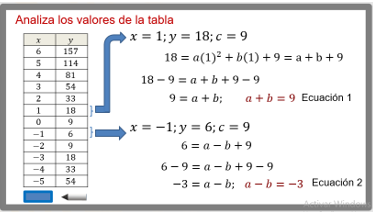 Analiza los valores de la tabla
x y
6 157
5 114
4 81
3 54
2 33
1 18
0 9
−1 6
−2 9
−3 18
−4 33
−5 54
x = 1; y = 18; c = 9
18 = a(1)² + b(1) + 9 = a + b + 9
18 − 9 = a + b + 9 − 9
9 = a + b; a + b = 9 Ecuación 1
x = −1; y = 6; c = 9
6 = a − b + 9
6 − 9 = a − b + 9 − 9
−3 = a − b; a − b = −3 Ecuación 2